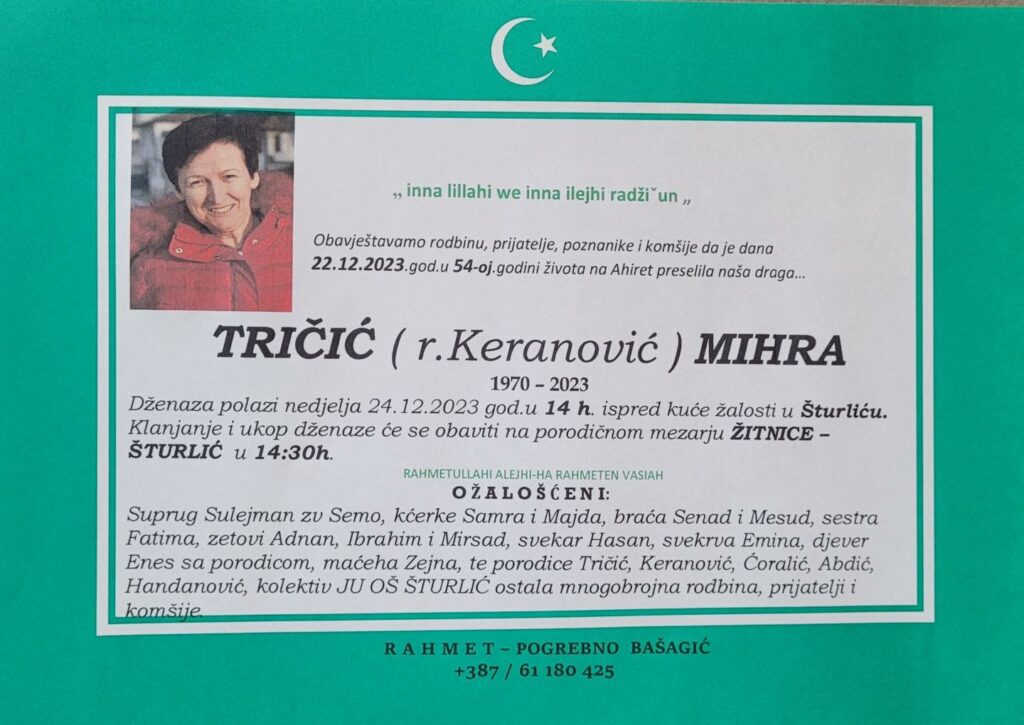 „ inna lillahi we inna ilejhi radžiˇun „
Obavještavamo rodbinu, prijatelje, poznanike i komšije da je dana
22.12.2023.god.u 54-oj.godini života na Ahiret preselila naša draga...
TRIČIĆ ( r.Keranović ) MIHRA
1970 – 2023
Dženaza polazi nedjelja 24.12.2023 god.u 14 h. ispred kuće žalosti u Šturliću.
Klanjanje i ukop dženaze će se obaviti na porodičnom mezarju ŽITNICE –
ŠTURLIĆ u 14:30h.
RAHMETULLAHI ALEJHI-HA RAHMETEN VASIAH
OŽALOŠĆENI:
Suprug Sulejman zv Semo, kćerke Samra i Majda, braća Senad i Mesud, sestra
Fatima, zetovi Adnan, Ibrahim i Mirsad, svekar Hasan, svekrva Emina, djever
Enes sa porodicom, maćeha Zejna, te porodice Tričić, Keranović, Ćoralić, Abdić,
Handanović, kolektiv JU OŠ ŠTURLIĆ ostala mnogobrojna rodbina, prijatelji i
komšije.
R A H M E T – POGREBNO BAŠAGIĆ
+387 / 61 180 425